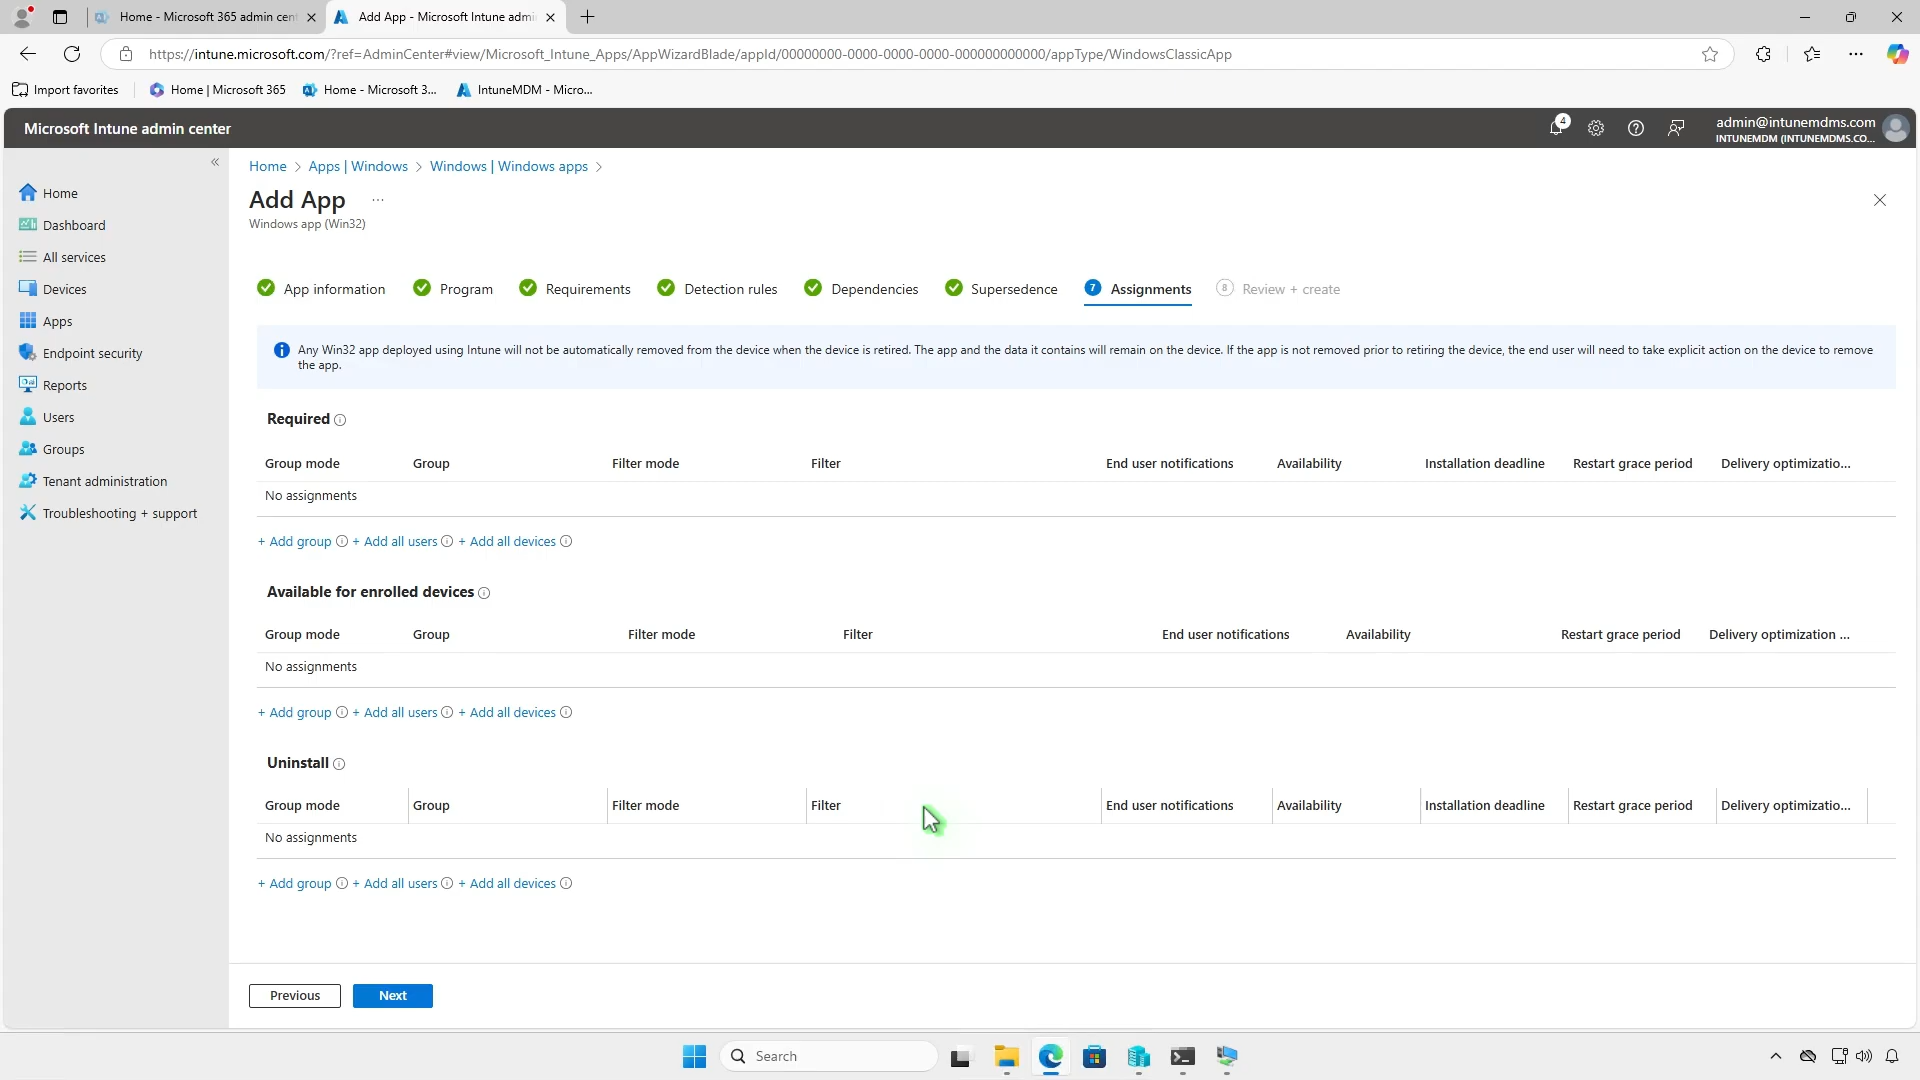 Home - Microsoft 365 admin cent
Add App - Microsoft Intune admin
https://intune.microsoft.com/?ref=AdminCenter#view/Microsoft_Intune_Apps/AppWizardBlade/appId/00000000-0000-0000-0000-000000000000/appType/WindowsClassicApp
Import favorites
Home | Microsoft 365
Home - Microsoft 3...
IntuneMDM - Micro...
Microsoft Intune admin center
4
admin@intunemdms.com
INTUNEMDM (INTUNEMDMS.CO...
Home
Dashboard
All services
Devices
Apps
Endpoint security
Reports
Users
Groups
Tenant administration
Troubleshooting + support
Home > Apps | Windows > Windows | Windows apps >
Add App ...
Windows app (Win32)
App information
Program
Requirements
Detection rules
Dependencies
Supersedence
7 Assignments
8 Review + create
Any Win32 app deployed using Intune will not be automatically removed from the device when the device is retired. The app and the data it contains will remain on the device. If the app is not removed prior to retiring the device, the end user will need to take explicit action on the device to remove
the app.
Required
Group mode Group Filter mode Filter End user notifications Availability Installation deadline Restart grace period Delivery optimizatio...
No assignments
+ Add group + Add all users + Add all devices
Available for enrolled devices
Group mode Group Filter mode Filter End user notifications Availability Restart grace period Delivery optimization ...
No assignments
+ Add group + Add all users + Add all devices
Uninstall
Group mode Group Filter mode Filter End user notifications Availability Installation deadline Restart grace period Delivery optimizatio...
No assignments
+ Add group + Add all users + Add all devices
Previous
Next
Search